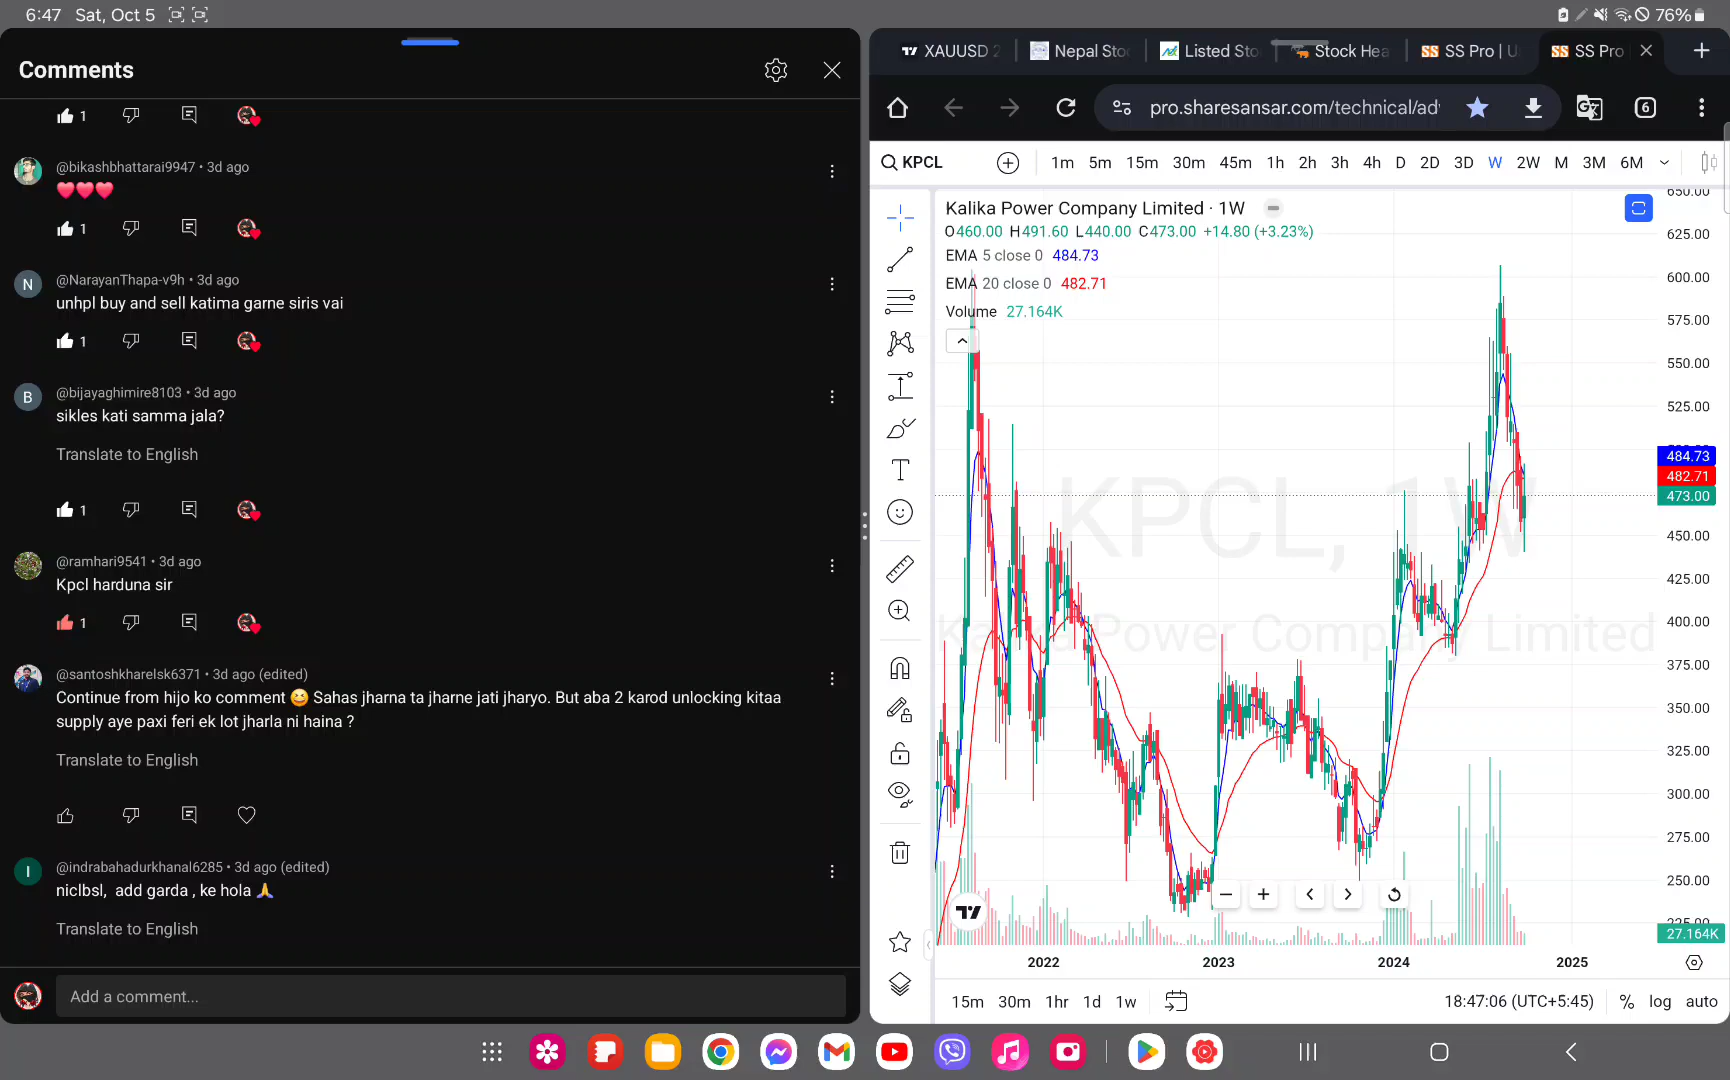 6:47 Sat, Oct 5
76%
Comments
1
@bikashbhattarai9947 • 3d ago
1
N
@NarayanThapa-v9h • 3d ago
unhpl buy and sell katima garne siris vai
1
B
@bijayaghimire8103 • 3d ago
sikles kati samma jala?
Translate to English
1
@ramhari9541 • 3d ago
Kpcl harduna sir
1
@santoshkharelsk6371 • 3d ago (edited)
Continue from hijo ko comment 😆 Sahas jharna ta jharne jati jharyo. But aba 2 karod unlocking kitaa
supply aye paxi feri ek lot jharla ni haina ?
Translate to English
I
@indrabahadurkhanal6285 • 3d ago (edited)
niclbsl, add garda , ke hola 🙏
Translate to English
Add a comment...
XAUUSD 2
Nepal Sto
Listed Sto
Stock Hea
SS Pro | U
SS Pro
pro.sharesansar.com/technical/ad
6
KPCL
1m 5m 15m 30m 45m 1h 2h 3h 4h D 2D 3D W 2W M 3M 6M
Kalika Power Company Limited · 1W
O460.00 H491.60 L440.00 C473.00 +14.80 (+3.23%)
EMA 5 close 0 484.73
EMA 20 close 0 482.71
Volume 27.164K
KPCL, 1W
Kalika Power Company Limited
650.00
625.00
600.00
575.00
550.00
525.00
484.73
482.71
473.00
450.00
425.00
400.00
375.00
350.00
325.00
300.00
275.00
250.00
225.00
27.164K
2022 2023 2024 2025
15m 30m 1hr 1d 1w
18:47:06 (UTC+5:45) % log auto